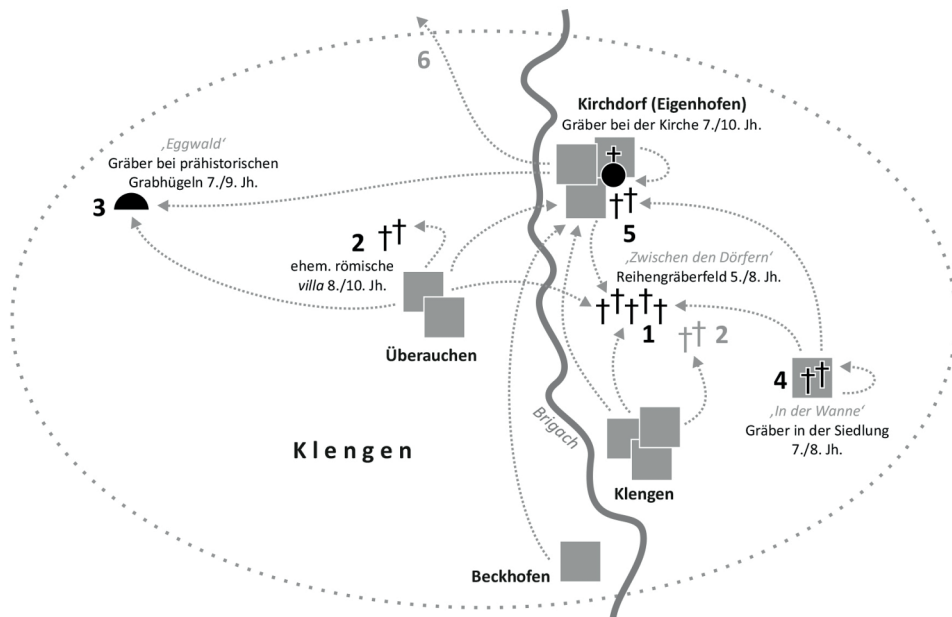 6
Kirchdorf (Eigenhofen)
Gräber bei der Kirche 7./10. Jh.
‚Eggwald‘
Gräber bei prähistorischen
Grabhügeln 7./9. Jh.
3
2
ehem. römische
villa 8./10. Jh.
5
‚Zwischen den Dörfern‘
Reihengräberfeld 5./8. Jh.
1
2
Überauchen
4
‚In der Wanne‘
Gräber in der Siedlung
7./8. Jh.
Brigach
Klengen
Klengen
Beckhofen